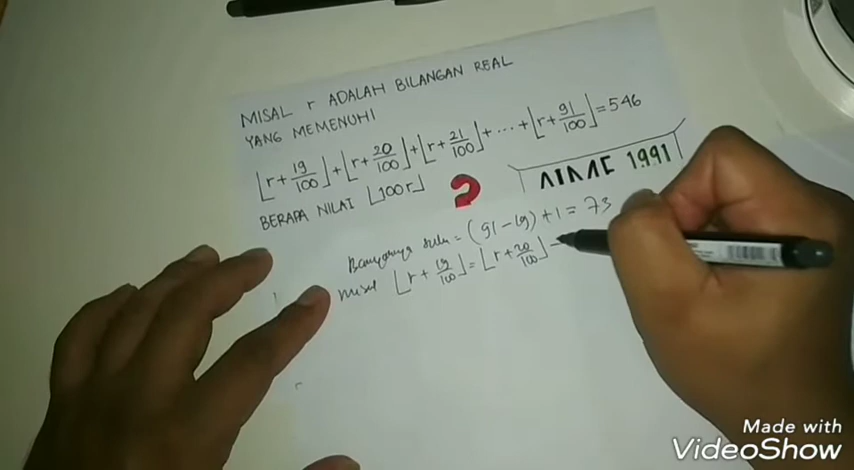 MISAL r ADALAH BILANGAN REAL
YANG MEMENUHI
⌊r+19/100⌋+⌊r+20/100⌋+⌊r+21/100⌋+...+⌊r+91/100⌋=546
BERAPA NILAI ⌊100r⌋ ?
AIME 1991
Banyaknya suku = (91-19)+1=73
misal ⌊r+19/100⌋=⌊r+20/100⌋=
Made with
VideoShow